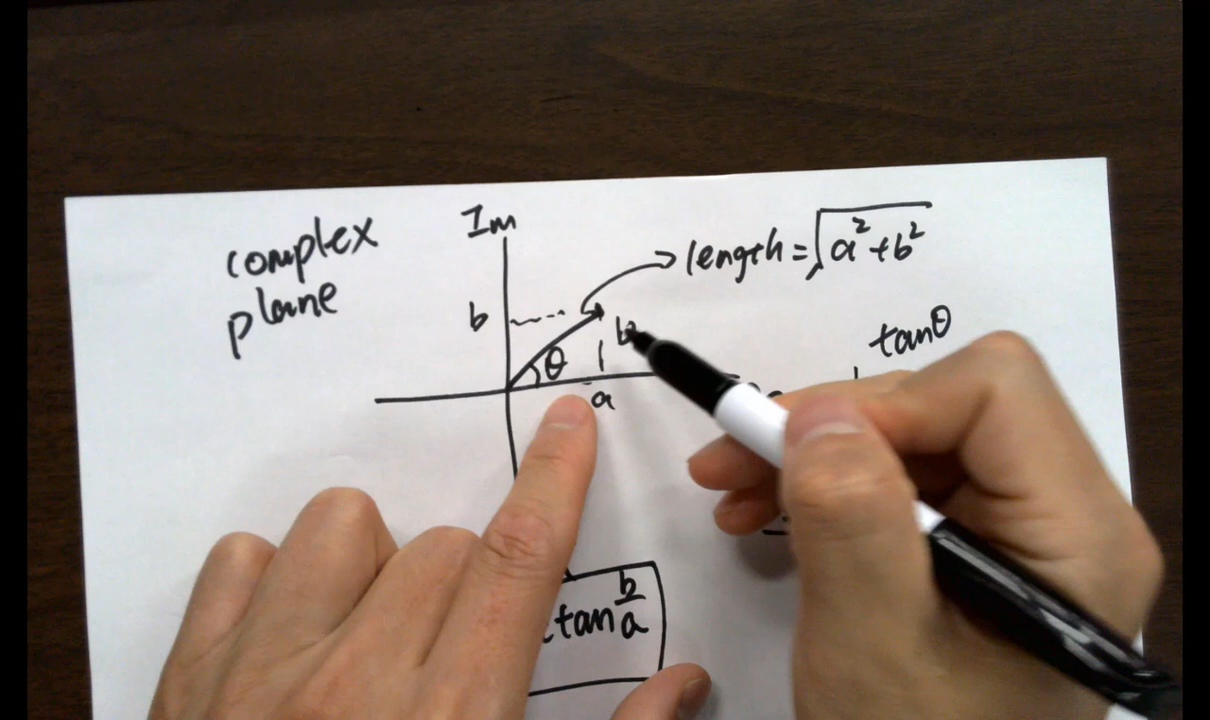 complex
plane
Im
length = √a²+b²
b
b
θ
a
tanθ
tan b/a